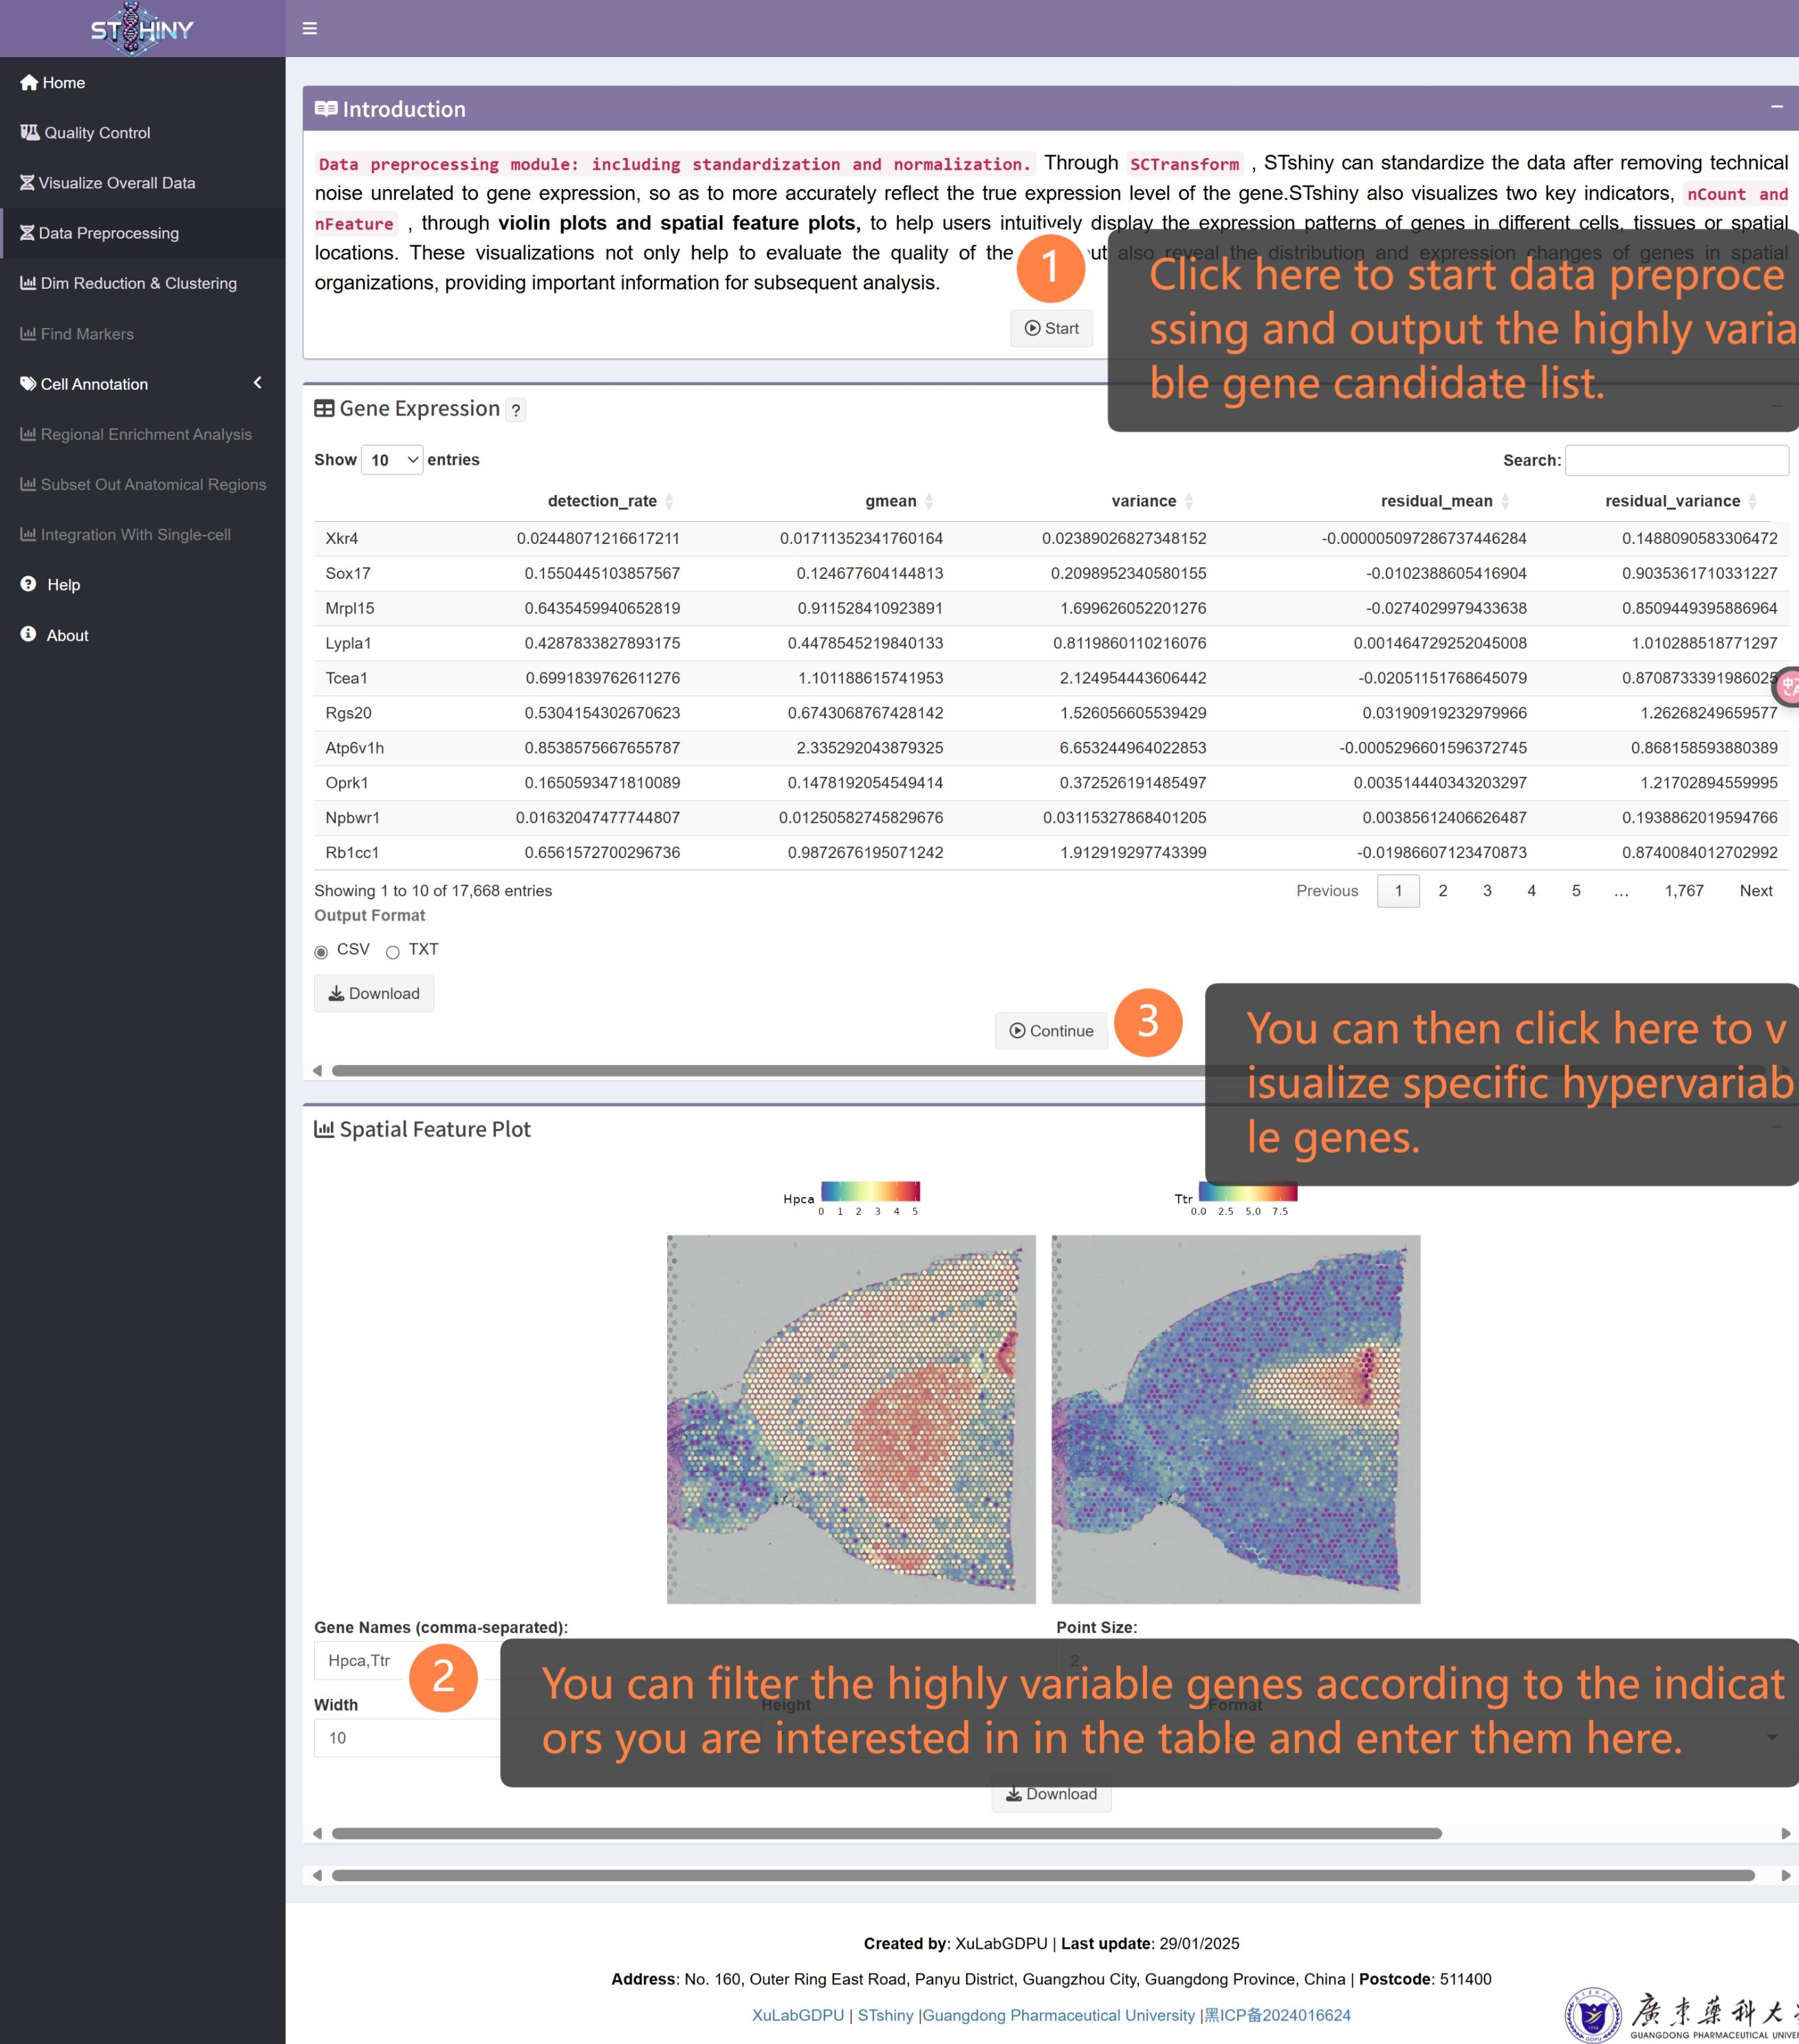 STSHINY
Home
Quality Control
Visualize Overall Data
Data Preprocessing
Dim Reduction & Clustering
Find Markers
Cell Annotation
Regional Enrichment Analysis
Subset Out Anatomical Regions
Integration With Single-cell
Help
About
Introduction
Data preprocessing module: including standardization and normalization. Through SCTransform , STshiny can standardize the data after removing technical
noise unrelated to gene expression, so as to more accurately reflect the true expression level of the gene.STshiny also visualizes two key indicators, nCount and
nFeature , through violin plots and spatial feature plots, to help users intuitively display the expression patterns of genes in different cells, tissues or spatial
locations. These visualizations not only help to evaluate the quality of the ut also reveal the distribution and expression changes of genes in spatial
organizations, providing important information for subsequent analysis.
1
Start
Click here to start data preproce
ssing and output the highly varia
ble gene candidate list.
Gene Expression ?
Show 10 entries
Search:
detection_rate gmean variance residual_mean residual_variance
Xkr4 0.02448071216617211 0.01711352341760164 0.02389026827348152 -0.000005097286737446284 0.1488090583306472
Sox17 0.1550445103857567 0.124677604144813 0.2098952340580155 -0.0102388605416904 0.9035361710331227
Mrpl15 0.6435459940652819 0.911528410923891 1.699626052201276 -0.0274029979433638 0.8509449395886964
Lypla1 0.4287833827893175 0.4478545219840133 0.8119860110216076 0.001464729252045008 1.010288518771297
Tcea1 0.6991839762611276 1.101188615741953 2.124954443606442 -0.02051151768645079 0.8708733391986025
Rgs20 0.5304154302670623 0.6743068767428142 1.526056605539429 0.03190919232979966 1.26268249659577
Atp6v1h 0.8538575667655787 2.335292043879325 6.653244964022853 -0.0005296601596372745 0.868158593880389
Oprk1 0.1650593471810089 0.1478192054549414 0.372526191485497 0.003514440343203297 1.21702894559995
Npbwr1 0.01632047477744807 0.01250582745829676 0.03115327868401205 0.00385612406626487 0.1938862019594766
Rb1cc1 0.6561572700296736 0.9872676195071242 1.912919297743399 -0.01986607123470873 0.8740084012702992
Showing 1 to 10 of 17,668 entries
Previous 1 2 3 4 5 … 1,767 Next
Output Format
CSV TXT
Download
Continue
3
You can then click here to v
isualize specific hypervariab
le genes.
Spatial Feature Plot
Hpca
0 1 2 3 4 5
Ttr
0.0 2.5 5.0 7.5
Gene Names (comma-separated):
Point Size:
Hpca,Ttr
2
2
You can filter the highly variable genes according to the indicat
ors you are interested in in the table and enter them here.
Width
Height
Format
10
Download
Created by: XuLabGDPU | Last update: 29/01/2025
Address: No. 160, Outer Ring East Road, Panyu District, Guangzhou City, Guangdong Province, China | Postcode: 511400
XuLabGDPU | STshiny |Guangdong Pharmaceutical University |黑ICP备2024016624
廣東藥科大
GUANGDONG PHARMACEUTICAL UNIVER